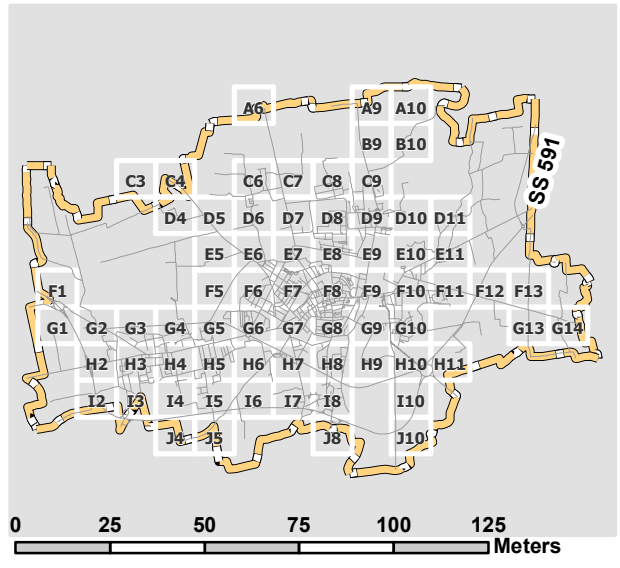 A6 A9 A10
B9 B10
SS 591
C3 C4 C6 C7 C8 C9
D4 D5 D6 D7 D8 D9 D10 D11
E5 E6 E7 E8 E9 E10 E11
F1 F5 F6 F7 F8 F9 F10 F11 F12 F13
G1 G2 G3 G4 G5 G6 G7 G8 G9 G10 G13 G14
H2 H3 H4 H5 H6 H7 H8 H9 H10 H11
I2 I3 I4 I5 I6 I7 I8 I10
J4 J5 J8 J10
0 25 50 75 100 125
Meters